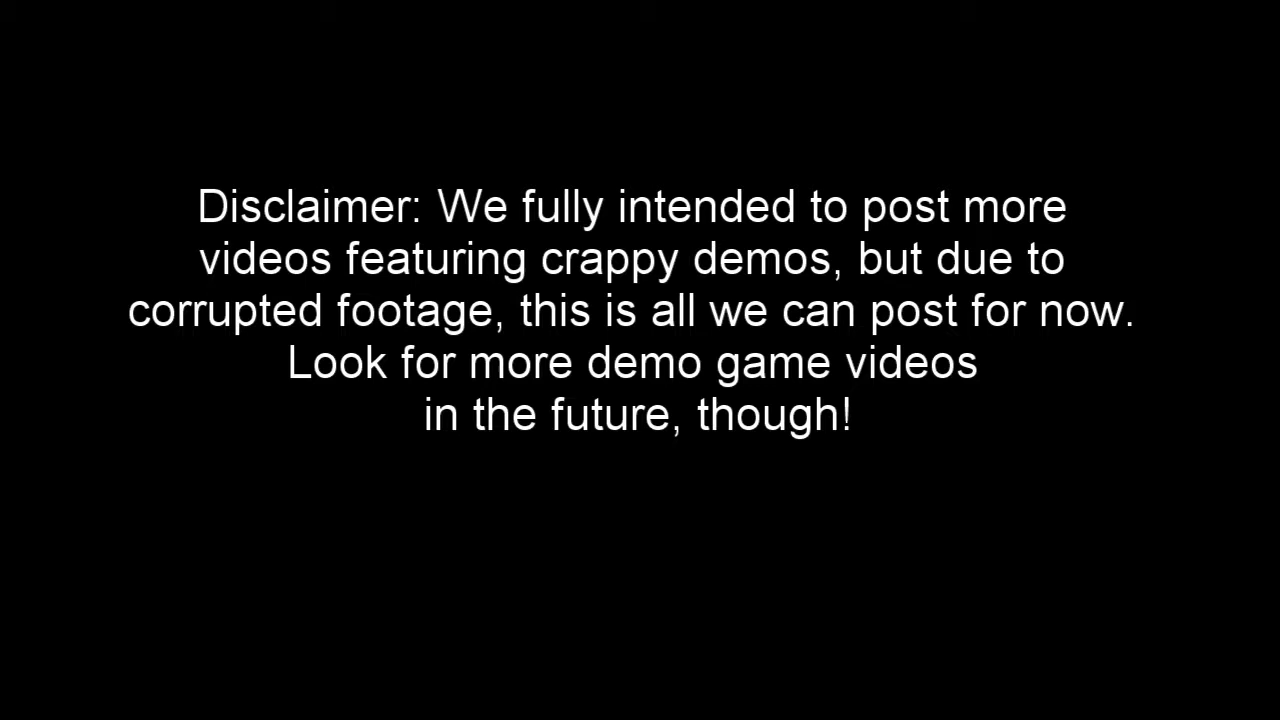 Disclaimer: We fully intended to post more
videos featuring crappy demos, but due to
corrupted footage, this is all we can post for now.
Look for more demo game videos
in the future, though!